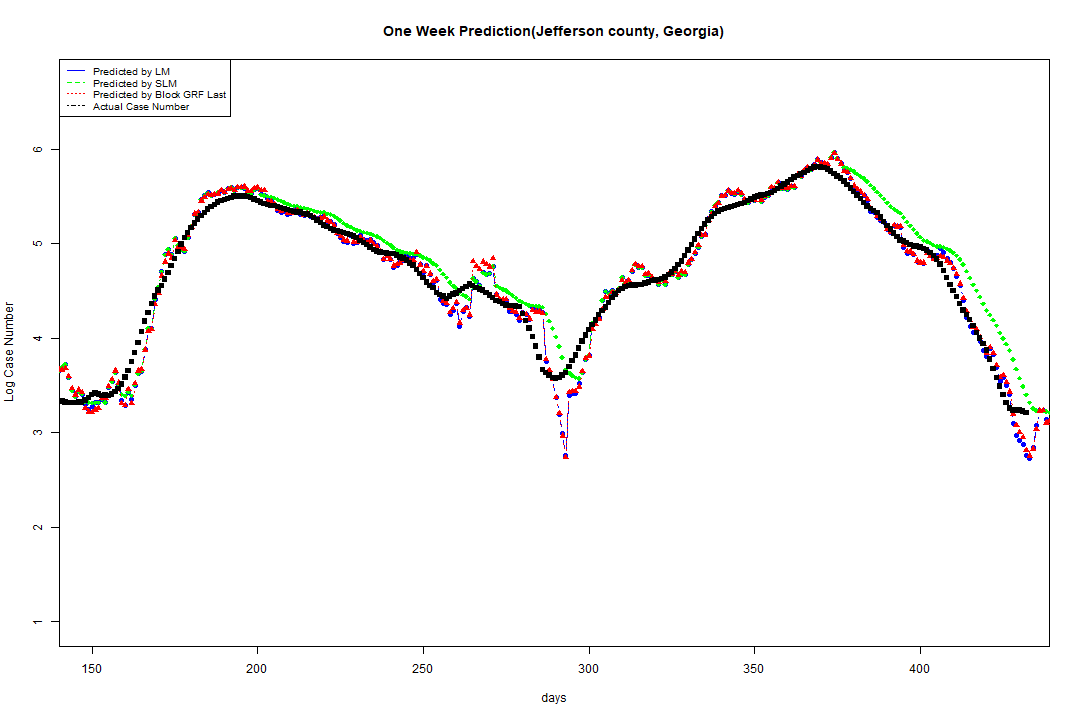 One Week Prediction(Jefferson county, Georgia)
Predicted by LM
Predicted by SLM
Predicted by Block GRF Last
Actual Case Number
Log Case Number
6
5
4
3
2
1
150 200 250 300 350 400
days